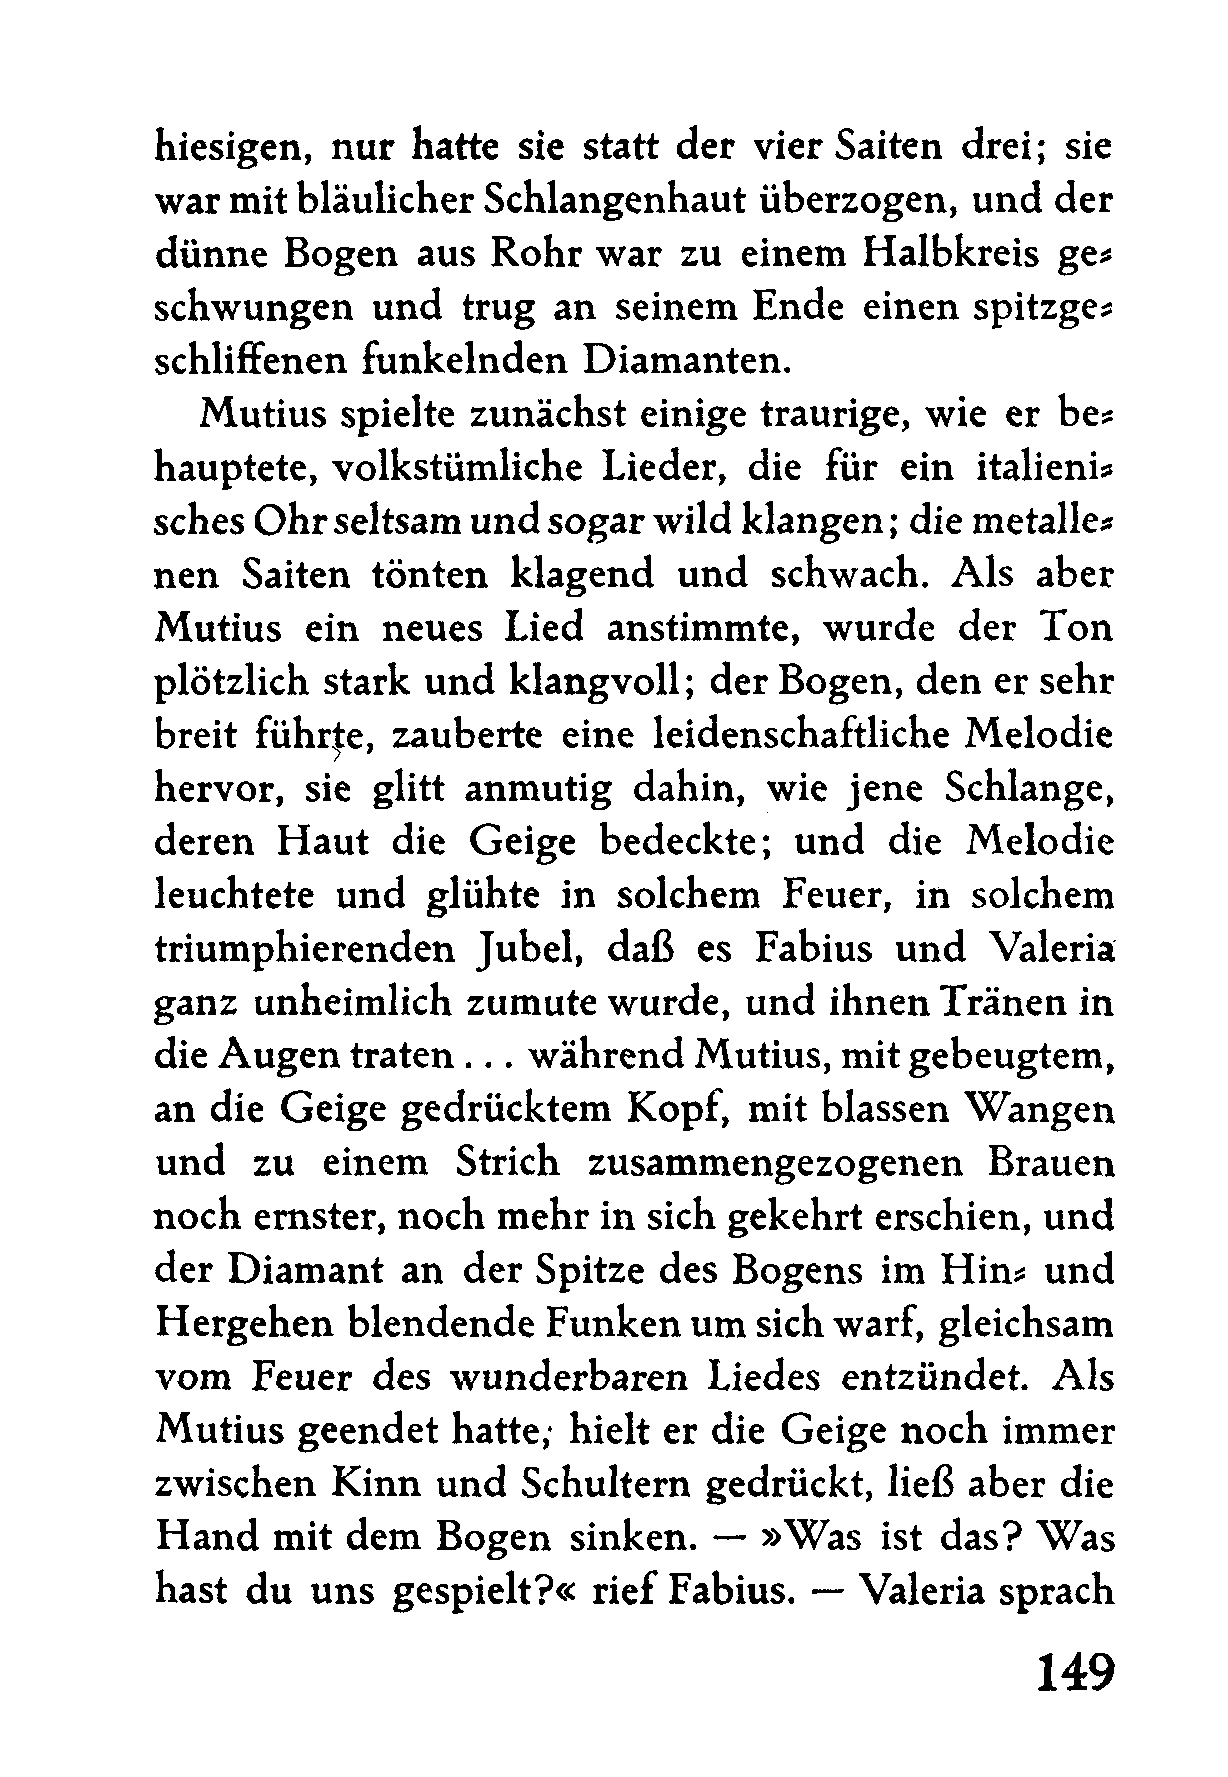 hiesigen, nur hatte sie statt der vier Saiten drei; sie
war mit bläulicher Schlangenhaut überzogen, und der
dünne Bogen aus Rohr war zu einem Halbkreis ge⸗
schwungen und trug an seinem Ende einen spitzge⸗
schliffenen funkelnden Diamanten.
Mutius spielte zunächst einige traurige, wie er be⸗
hauptete, volkstümliche Lieder, die für ein italieni⸗
sches Ohr seltsam und sogar wild klangen; die metalle⸗
nen Saiten tönten klagend und schwach. Als aber
Mutius ein neues Lied anstimmte, wurde der Ton
plötzlich stark und klangvoll; der Bogen, den er sehr
breit führte, zauberte eine leidenschaftliche Melodie
hervor, sie glitt anmutig dahin, wie jene Schlange,
deren Haut die Geige bedeckte; und die Melodie
leuchtete und glühte in solchem Feuer, in solchem
triumphierenden Jubel, daß es Fabius und Valeria
ganz unheimlich zumute wurde, und ihnen Tränen in
die Augen traten... während Mutius, mit gebeugtem,
an die Geige gedrücktem Kopf, mit blassen Wangen
und zu einem Strich zusammengezogenen Brauen
noch ernster, noch mehr in sich gekehrt erschien, und
der Diamant an der Spitze des Bogens im Hin⸗ und
Hergehen blendende Funken um sich warf, gleichsam
vom Feuer des wunderbaren Liedes entzündet. Als
Mutius geendet hatte, hielt er die Geige noch immer
zwischen Kinn und Schultern gedrückt, ließ aber die
Hand mit dem Bogen sinken. — »Was ist das? Was
hast du uns gespielt?« rief Fabius. — Valeria sprach
149